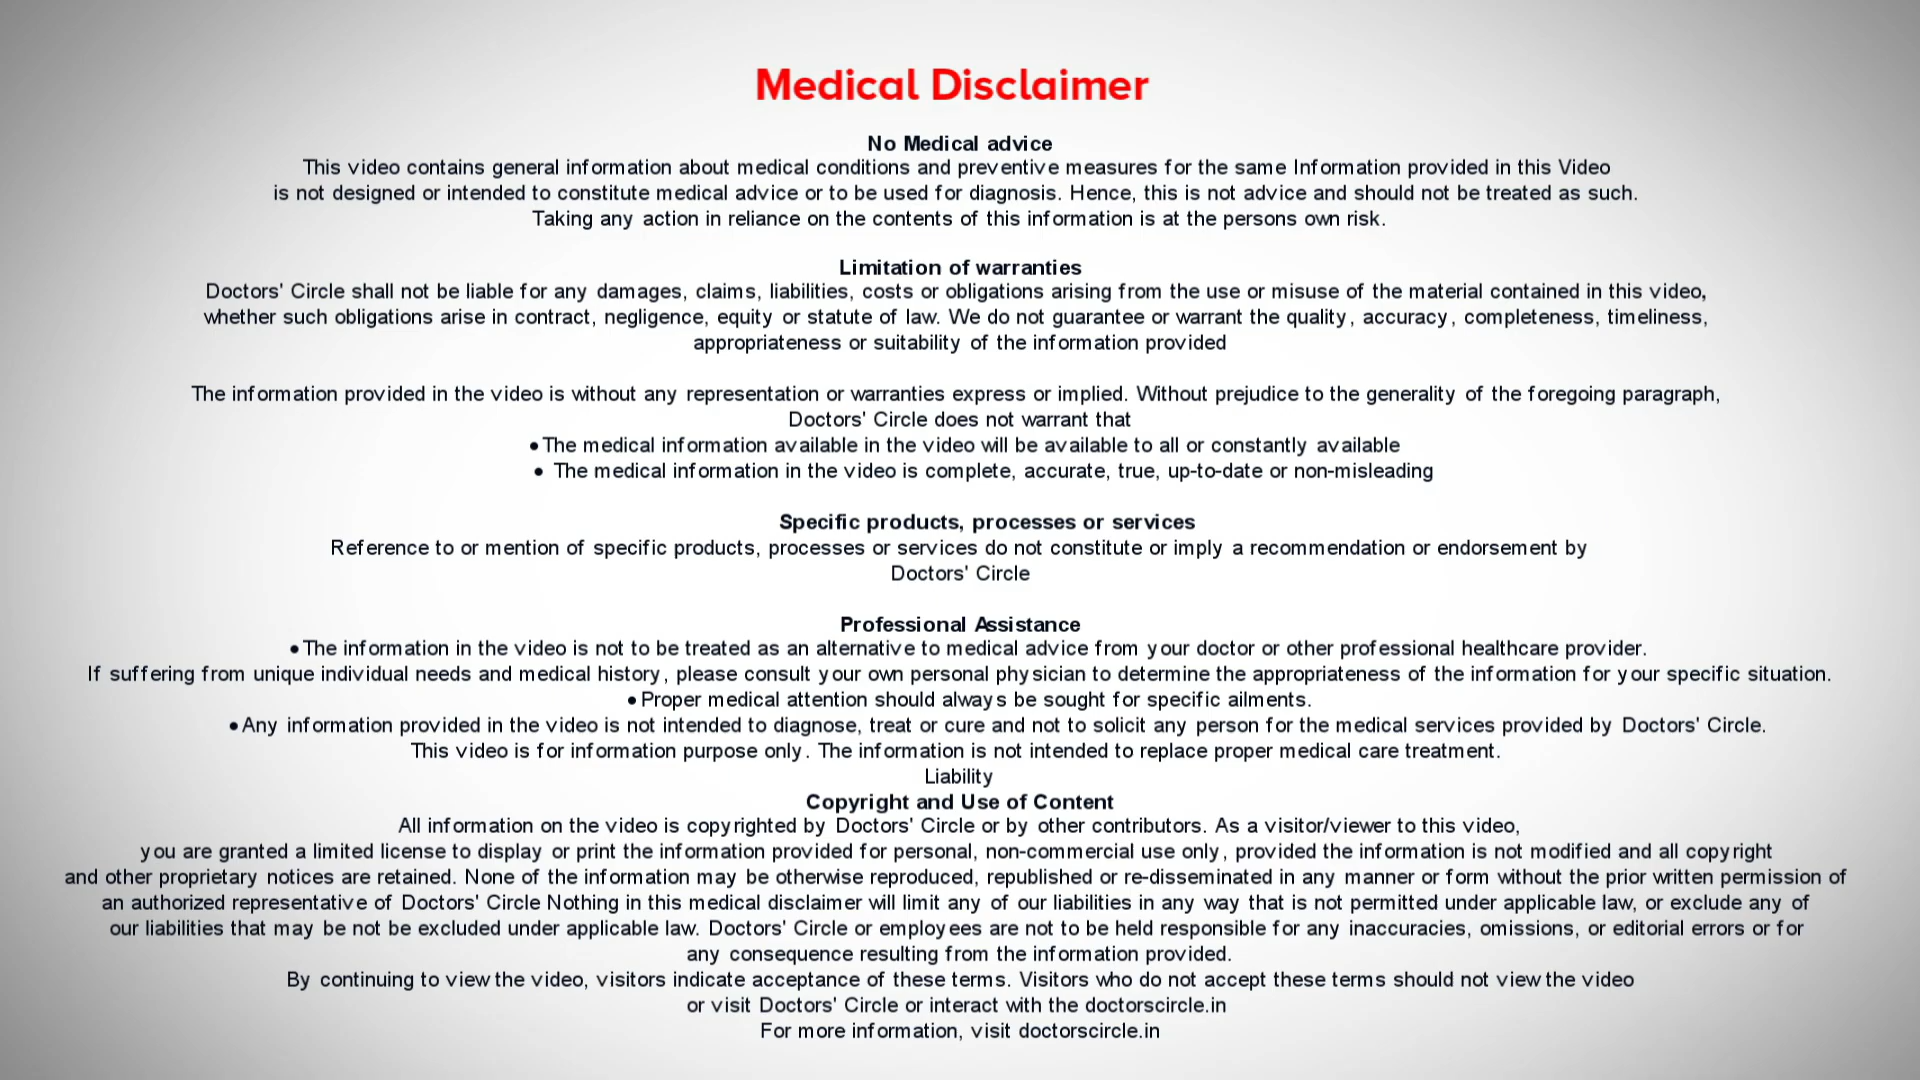 Medical Disclaimer
No Medical advice
This video contains general information about medical conditions and preventive measures for the same Information provided in this Video
is not designed or intended to constitute medical advice or to be used for diagnosis. Hence, this is not advice and should not be treated as such.
Taking any action in reliance on the contents of this information is at the persons own risk.
Limitation of warranties
Doctors' Circle shall not be liable for any damages, claims, liabilities, costs or obligations arising from the use or misuse of the material contained in this video,
whether such obligations arise in contract, negligence, equity or statute of law. We do not guarantee or warrant the quality, accuracy, completeness, timeliness,
appropriateness or suitability of the information provided
The information provided in the video is without any representation or warranties express or implied. Without prejudice to the generality of the foregoing paragraph,
Doctors' Circle does not warrant that
• The medical information available in the video will be available to all or constantly available
• The medical information in the video is complete, accurate, true, up-to-date or non-misleading
Specific products, processes or services
Reference to or mention of specific products, processes or services do not constitute or imply a recommendation or endorsement by
Doctors' Circle
Professional Assistance
• The information in the video is not to be treated as an alternative to medical advice from your doctor or other professional healthcare provider.
If suffering from unique individual needs and medical history, please consult your own personal physician to determine the appropriateness of the information for your specific situation.
• Proper medical attention should always be sought for specific ailments.
• Any information provided in the video is not intended to diagnose, treat or cure and not to solicit any person for the medical services provided by Doctors' Circle.
This video is for information purpose only. The information is not intended to replace proper medical care treatment.
Liability
Copyright and Use of Content
All information on the video is copyrighted by Doctors' Circle or by other contributors. As a visitor/viewer to this video,
you are granted a limited license to display or print the information provided for personal, non-commercial use only, provided the information is not modified and all copyright
and other proprietary notices are retained. None of the information may be otherwise reproduced, republished or re-disseminated in any manner or form without the prior written permission of
an authorized representative of Doctors' Circle Nothing in this medical disclaimer will limit any of our liabilities in any way that is not permitted under applicable law, or exclude any of
our liabilities that may be not be excluded under applicable law. Doctors' Circle or employees are not to be held responsible for any inaccuracies, omissions, or editorial errors or for
any consequence resulting from the information provided.
By continuing to view the video, visitors indicate acceptance of these terms. Visitors who do not accept these terms should not view the video
or visit Doctors' Circle or interact with the doctorscircle.in
For more information, visit doctorscircle.in